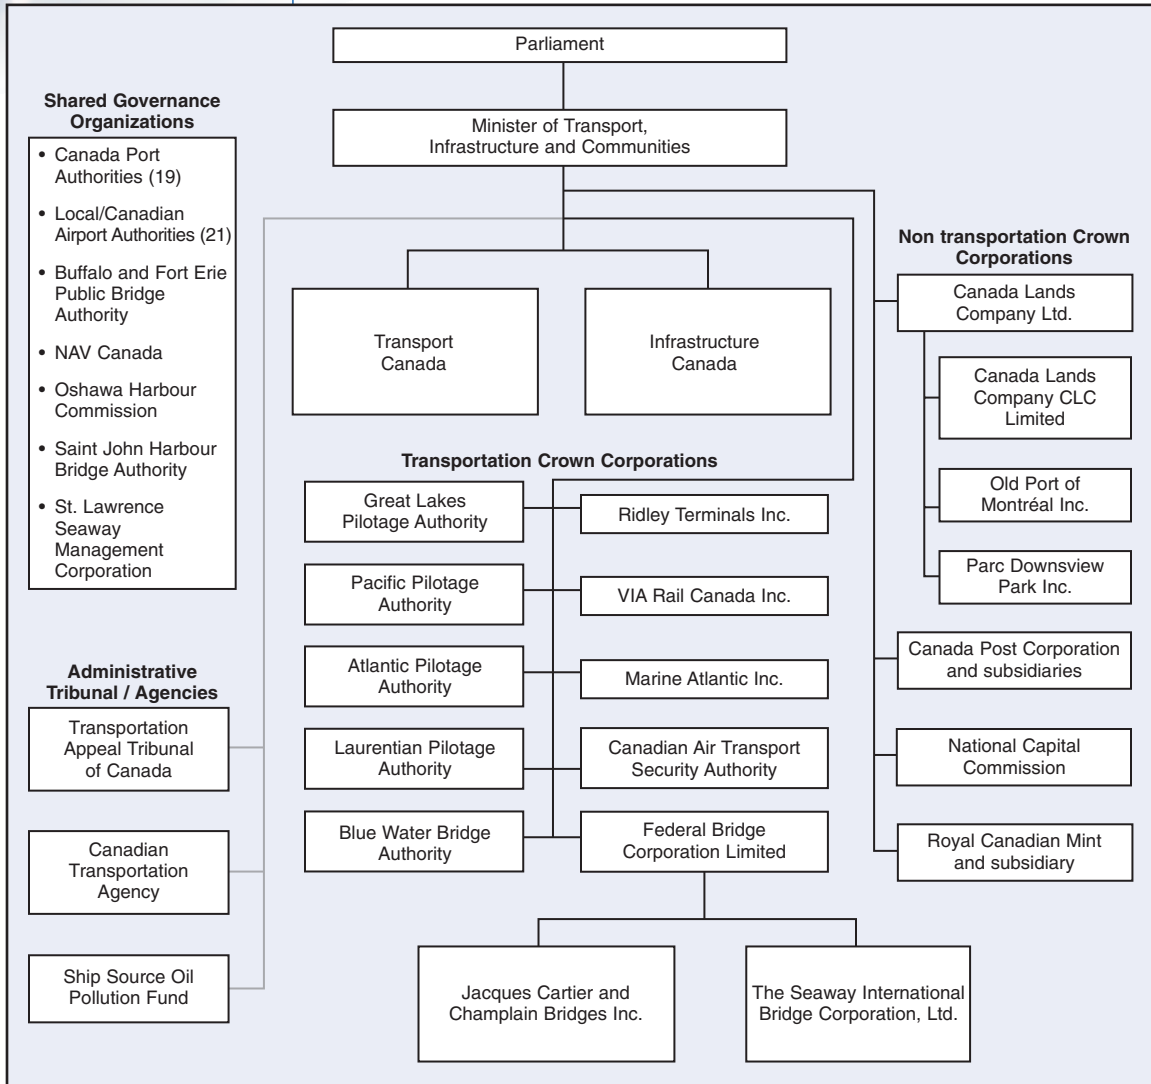 Parliament
Minister of Transport,
Infrastructure and Communities
Shared Governance
Organizations
• Canada Port
Authorities (19)
• Local/Canadian
Airport Authorities (21)
• Buffalo and Fort Erie
Public Bridge
Authority
• NAV Canada
• Oshawa Harbour
Commission
• Saint John Harbour
Bridge Authority
• St. Lawrence
Seaway
Management
Corporation
Administrative
Tribunal / Agencies
Transportation
Appeal Tribunal
of Canada
Canadian
Transportation
Agency
Ship Source Oil
Pollution Fund
Transport
Canada
Infrastructure
Canada
Transportation Crown Corporations
Great Lakes
Pilotage Authority
Ridley Terminals Inc.
Pacific Pilotage
Authority
VIA Rail Canada Inc.
Atlantic Pilotage
Authority
Marine Atlantic Inc.
Laurentian Pilotage
Authority
Canadian Air Transport
Security Authority
Blue Water Bridge
Authority
Federal Bridge
Corporation Limited
Jacques Cartier and
Champlain Bridges Inc.
The Seaway International
Bridge Corporation, Ltd.
Non transportation Crown
Corporations
Canada Lands
Company Ltd.
Canada Lands
Company CLC
Limited
Old Port of
Montréal Inc.
Parc Downsview
Park Inc.
Canada Post Corporation
and subsidiaries
National Capital
Commission
Royal Canadian Mint
and subsidiary